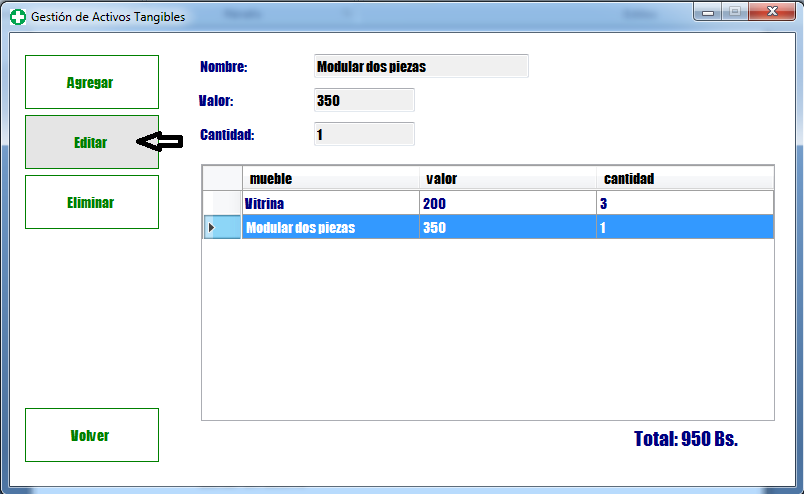 Gestión de Activos Tangibles
Agregar
Editar
Eliminar
Volver
Nombre: Modular dos piezas
Valor: 350
Cantidad: 1
mueble valor cantidad
Vitrina 200 3
Modular dos piezas 350 1
Total: 950 Bs.